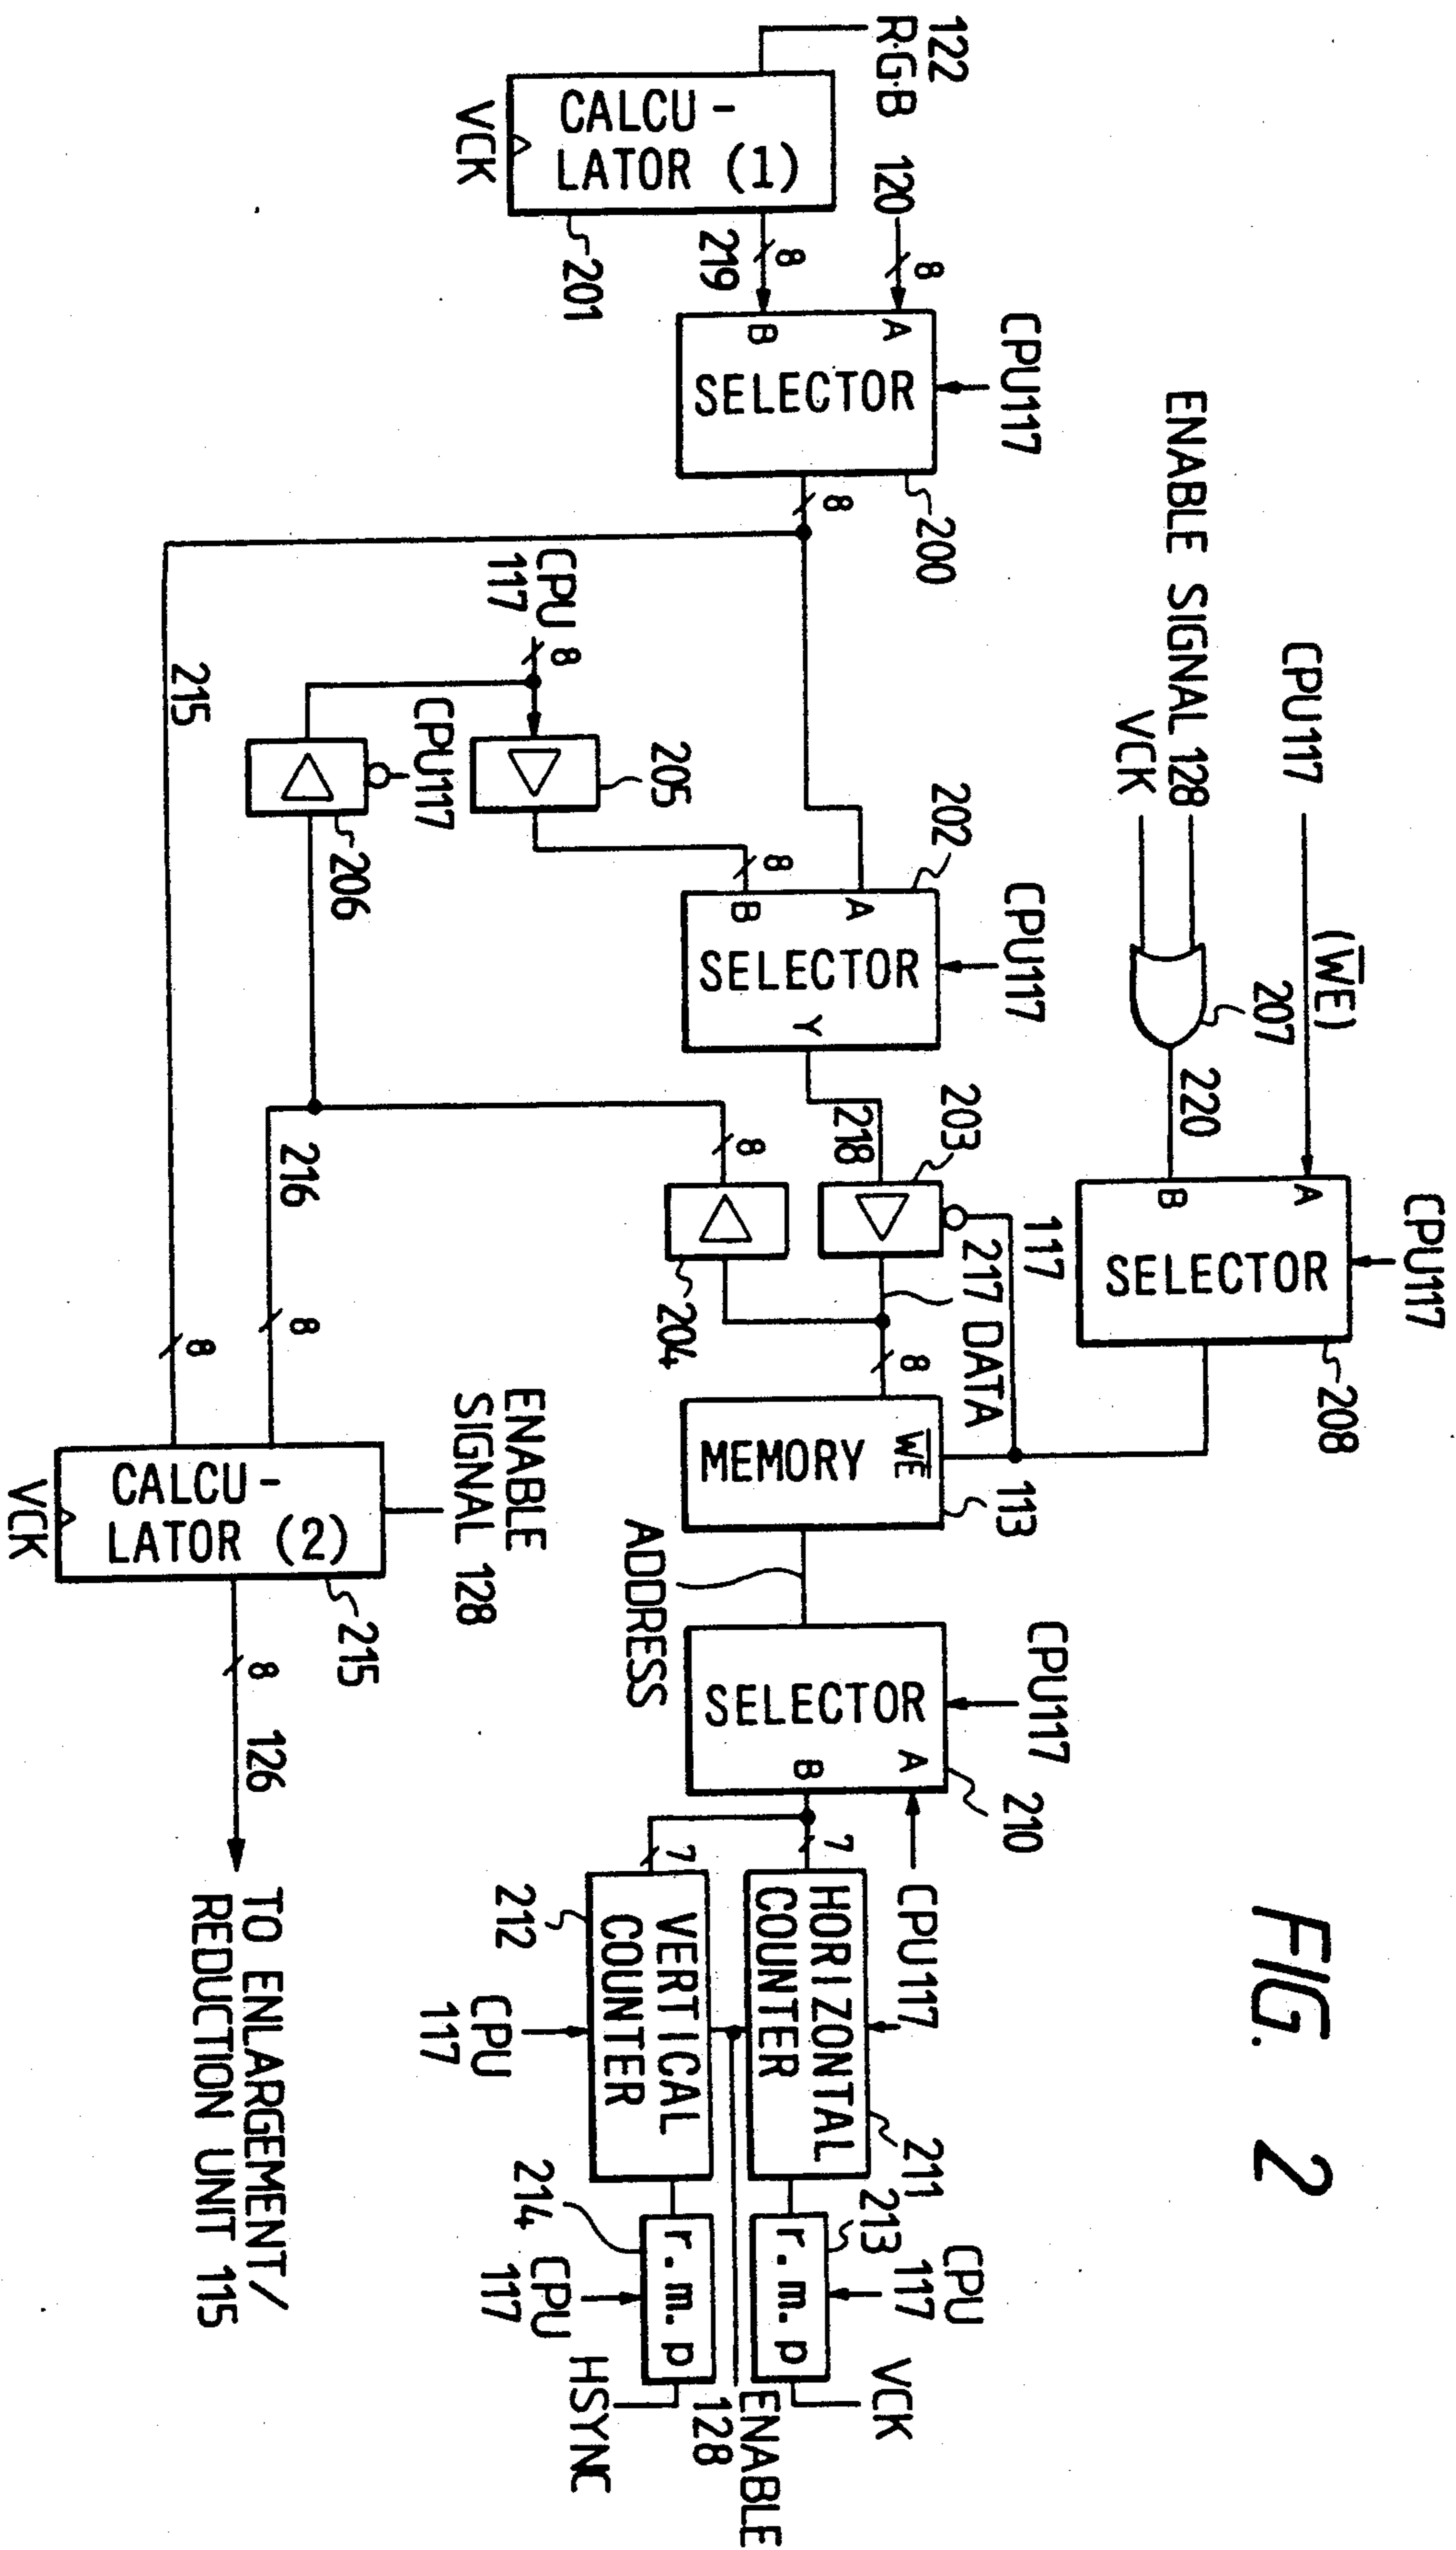 FIG. 2
CPU117
(WE)
ENABLE SIGNAL 128
VCK
207
220
A
B
SELECTOR
CPU117
208
122
R·G·B
120
8
CALCU-
LATOR (1)
VCK
201
8
219
A
B
SELECTOR
CPU117
200
8
CPU
117
8
205
CPU117
206
215
202
8
A
B
SELECTOR
Y
CPU117
218
203
117
217 DATA
8
204
8
216
8
8
WE
MEMORY
113
ADDRESS
SELECTOR
A
B
CPU117
210
CPU117
7
7
HORIZONTAL
COUNTER
211
VERTICAL
COUNTER
212
CPU
117
213
r.m.p
CPU
117
VCK
214
r.m.p
CPU
117
HSYNC
ENABLE
128
ENABLE
SIGNAL 128
CALCU-
LATOR (2)
VCK
215
8
126
TO ENLARGEMENT/
REDUCTION UNIT 115